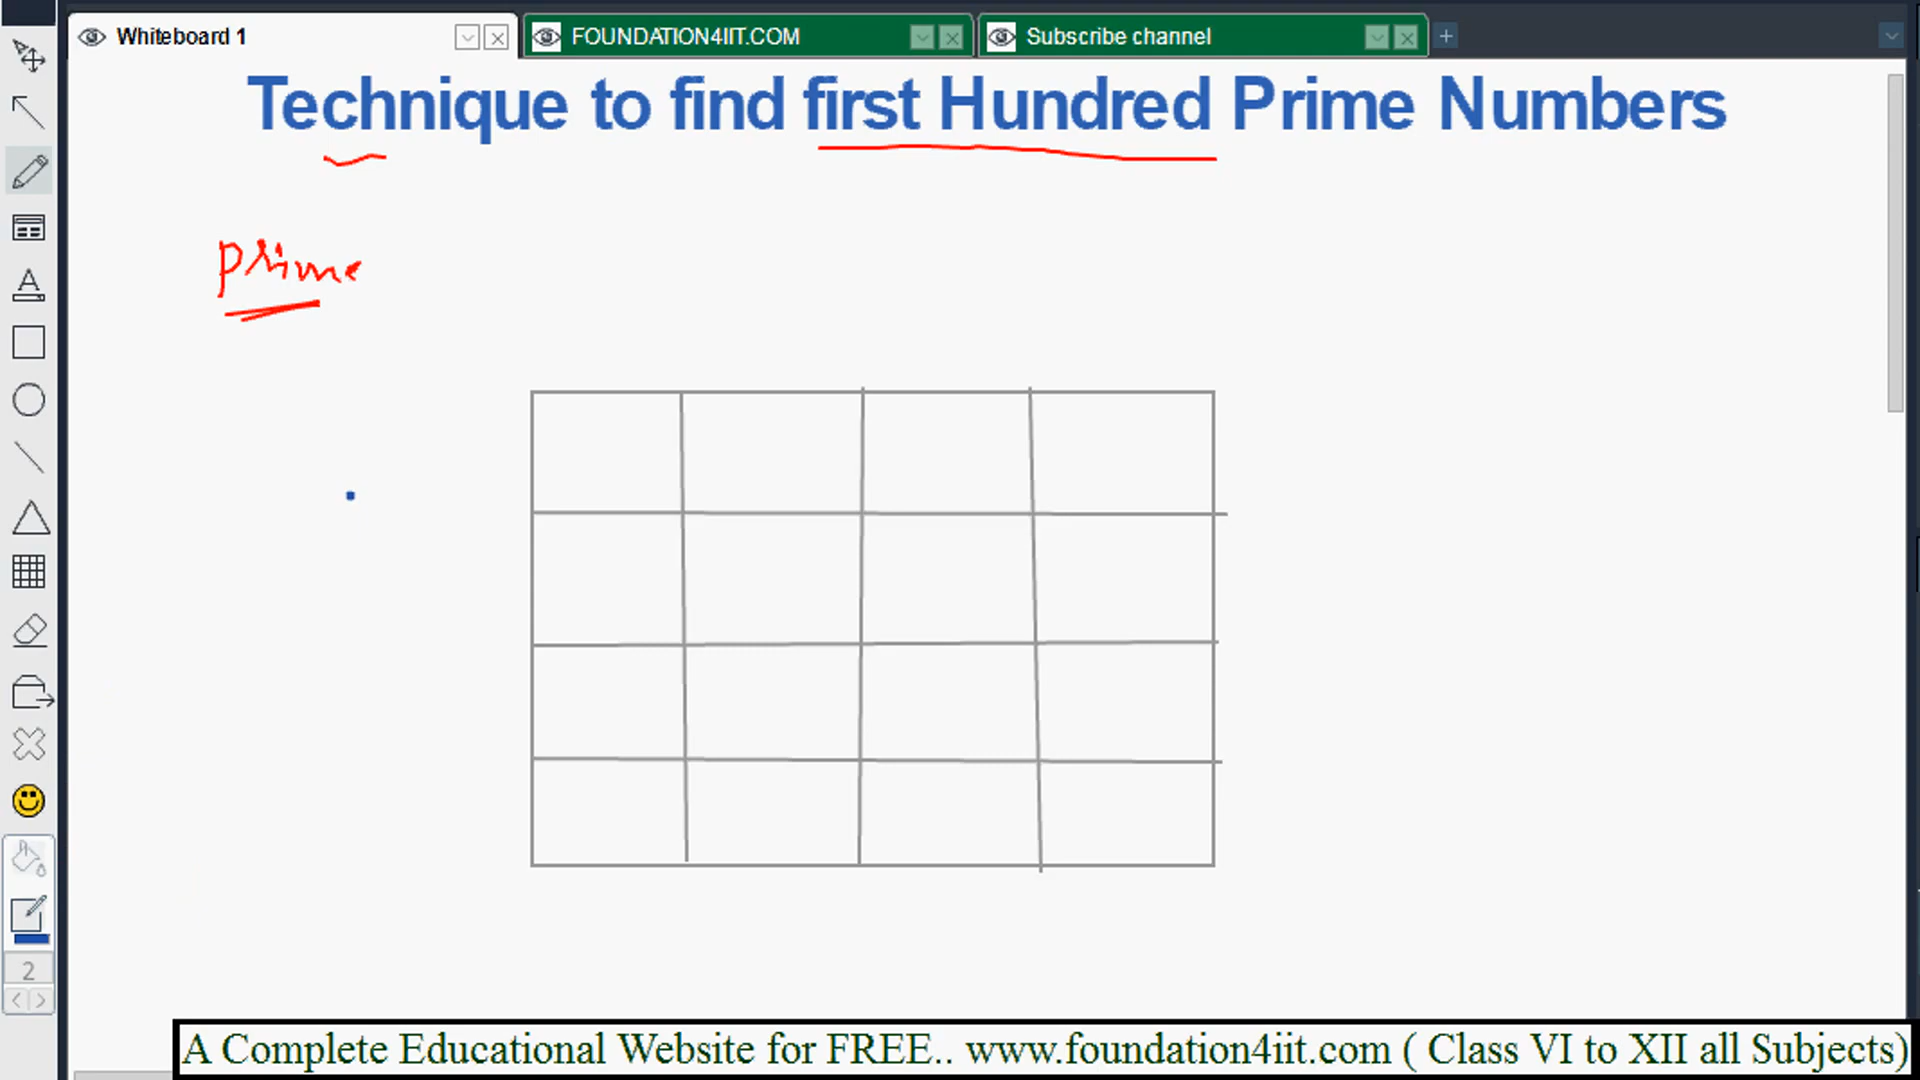 Whiteboard 1
FOUNDATION4IIT.COM
Subscribe channel
Technique to find first Hundred Prime Numbers
prime
2
A Complete Educational Website for FREE.. www.foundation4iit.com ( Class VI to XII all Subjects)